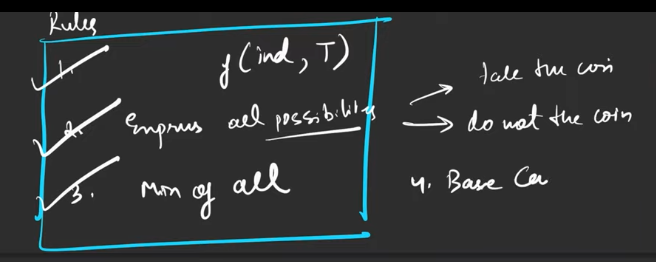 Rules
1. f(ind, T)
2. Express all possibilities
take the coin
do not the coin
3. Min of all
4. Base Ca